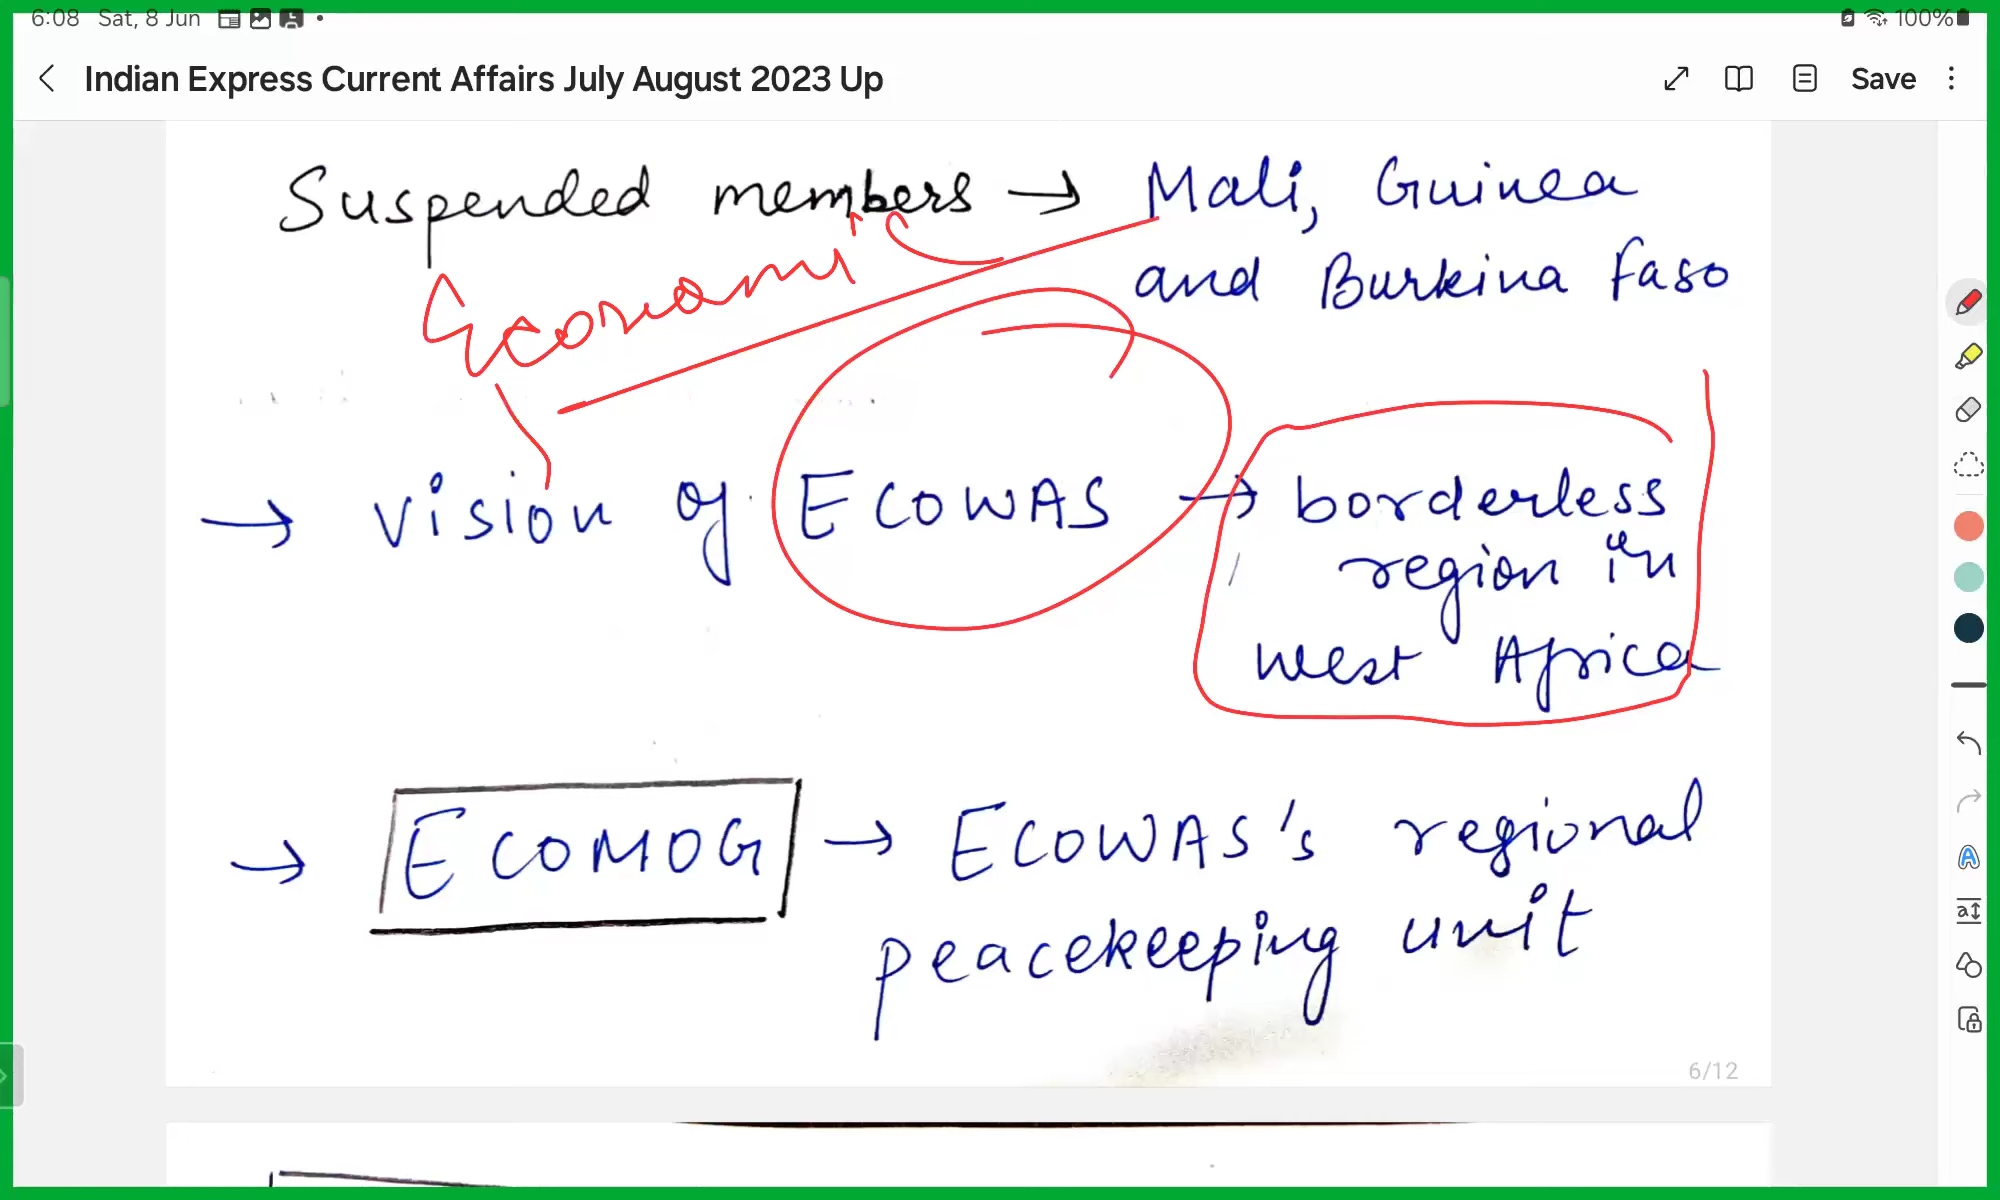 6:08 Sat, 8 Jun
100%
Indian Express Current Affairs July August 2023 Up
Save
Suspended members → Mali, Guinea
and Burkina Faso
Economic
→ Vision of ECOWAS → borderless
region in
West Africa
→ ECOMOG → ECOWAS's regional
peacekeeping unit
6/12